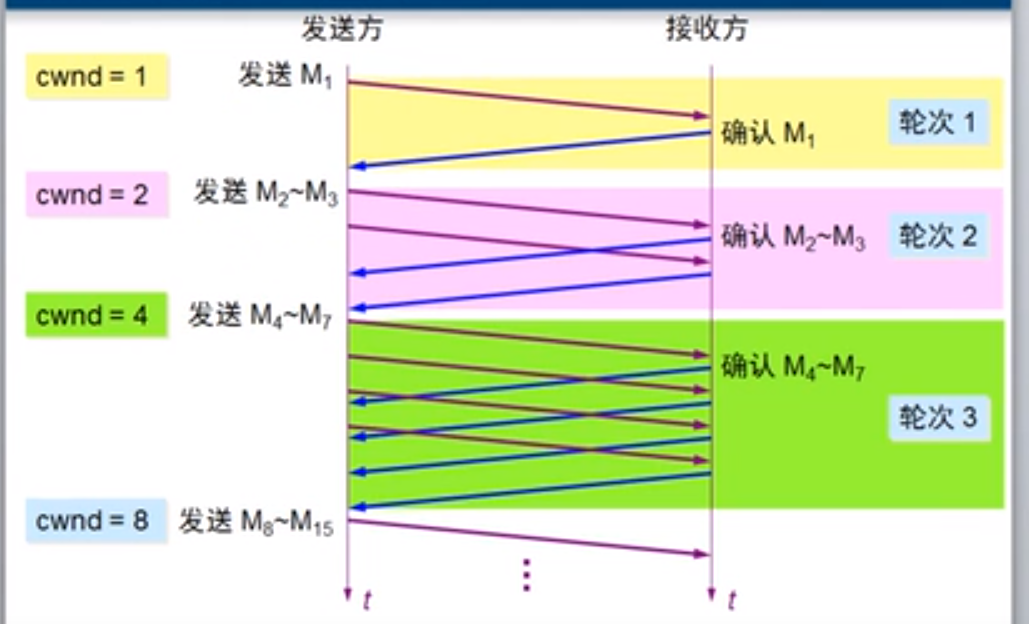 发送方 接收方
cwnd = 1 发送 M1
确认 M1 轮次 1
cwnd = 2 发送 M2~M3
确认 M2~M3 轮次 2
cwnd = 4 发送 M4~M7
确认 M4~M7
轮次 3
cwnd = 8 发送 M8~M15
t t